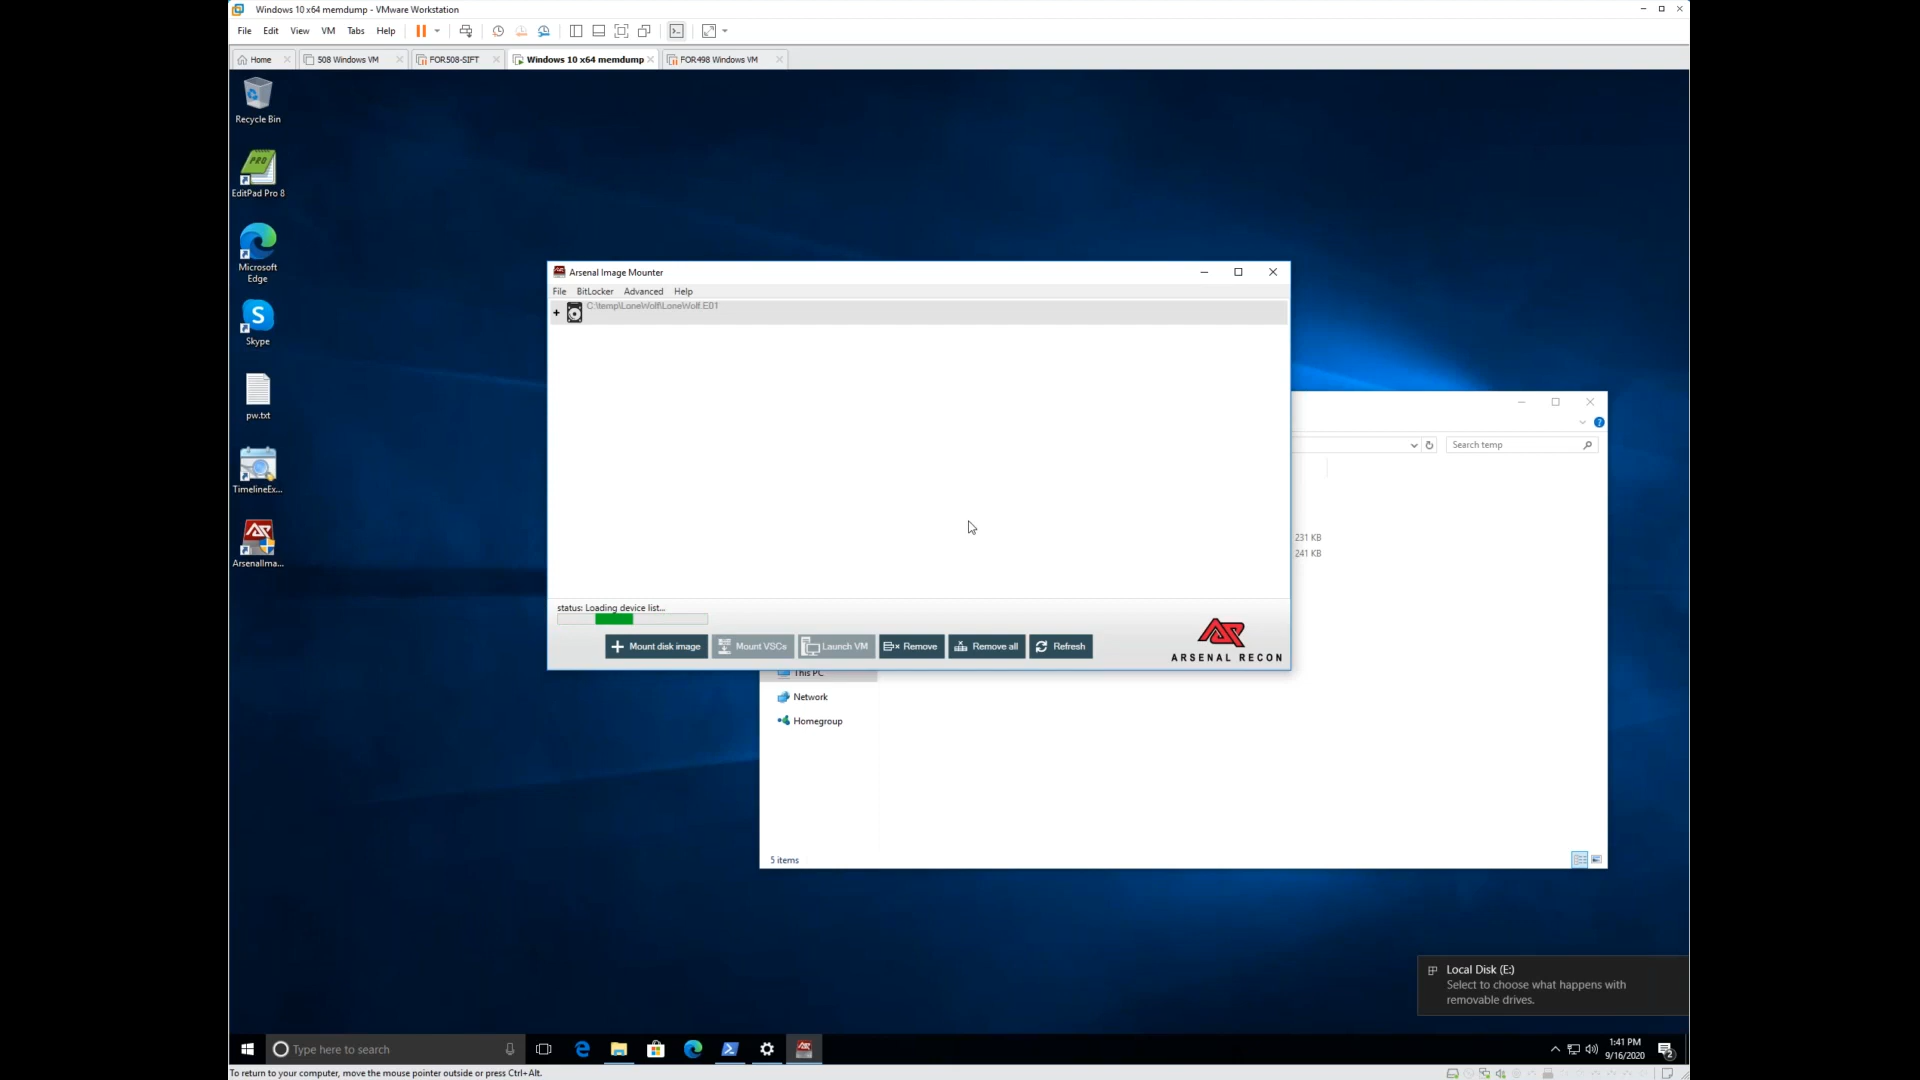 Windows 10 x64 memdump - VMware Workstation
File Edit View VM Tabs Help
Home 508 Windows VM FOR508-SIFT Windows 10 x64 memdump FOR498 Windows VM
Recycle Bin
PRO
EditPad Pro 8
Microsoft
Edge
Skype
pw.txt
TimelineEx...
ArsenalIma...
Arsenal Image Mounter
File BitLocker Advanced Help
C:\temp\LoneWolf\LoneWolf.E01
status: Loading device list...
Mount disk image Mount VSCs Launch VM Remove Remove all Refresh
ARSENAL RECON
Search temp
231 KB
241 KB
This PC
Network
Homegroup
5 items
Local Disk (E:)
Select to choose what happens with
removable drives.
Type here to search
1:41 PM
9/16/2020
2
To return to your computer, move the mouse pointer outside or press Ctrl+Alt.